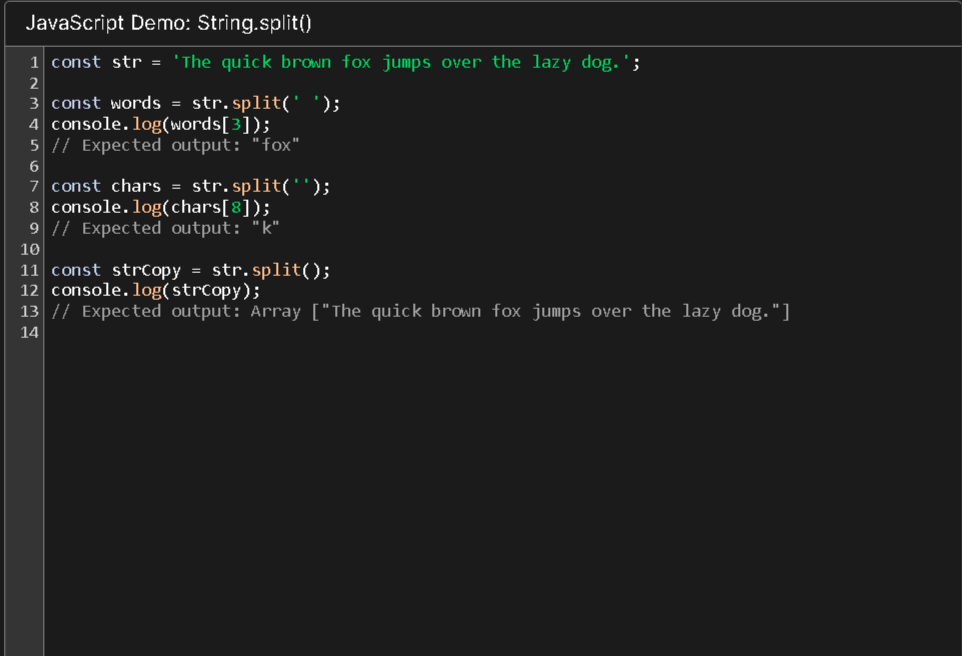 JavaScript Demo: String.split()
1 const str = 'The quick brown fox jumps over the lazy dog.';
2
3 const words = str.split(' ');
4 console.log(words[3]);
5 // Expected output: "fox"
6
7 const chars = str.split('');
8 console.log(chars[8]);
9 // Expected output: "k"
10
11 const strCopy = str.split();
12 console.log(strCopy);
13 // Expected output: Array ["The quick brown fox jumps over the lazy dog."]
14